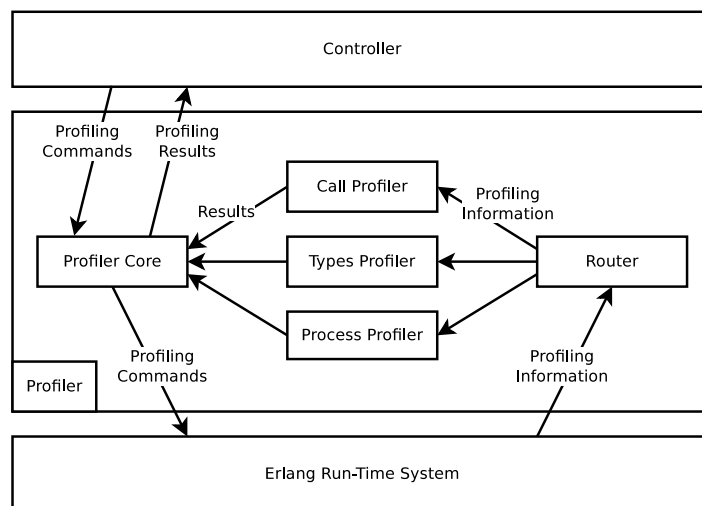 Controller
Profiling
Commands
Profiling
Results
Call Profiler
Profiling
Information
Results
Profiler Core
Types Profiler
Router
Process Profiler
Profiling
Commands
Profiling
Information
Profiler
Erlang Run-Time System